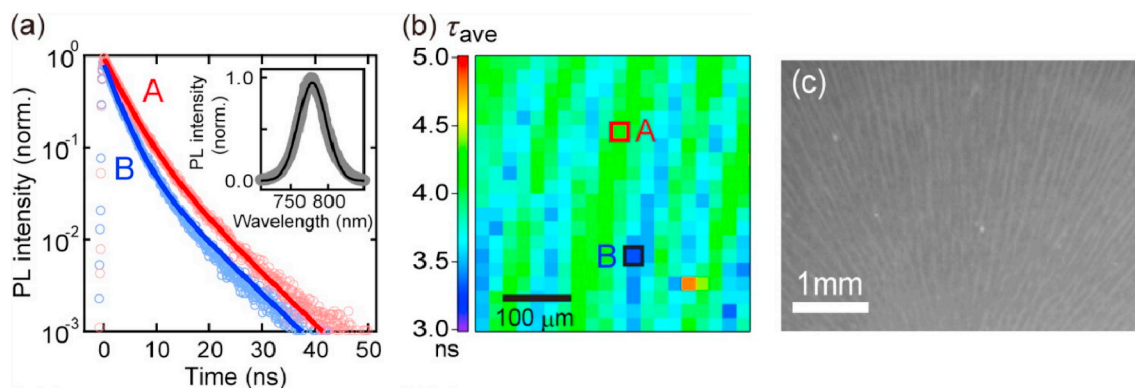 (a)
PL intensity (norm.)
10⁰
10⁻¹
10⁻²
10⁻³
0
10
20
30
40
50
Time (ns)
A
B
PL intensity
(norm.)
1.0
0.0
750
800
Wavelength (nm)
(b) τave
5.0
4.5
4.0
3.5
3.0
ns
A
B
100 μm
(c)
1mm